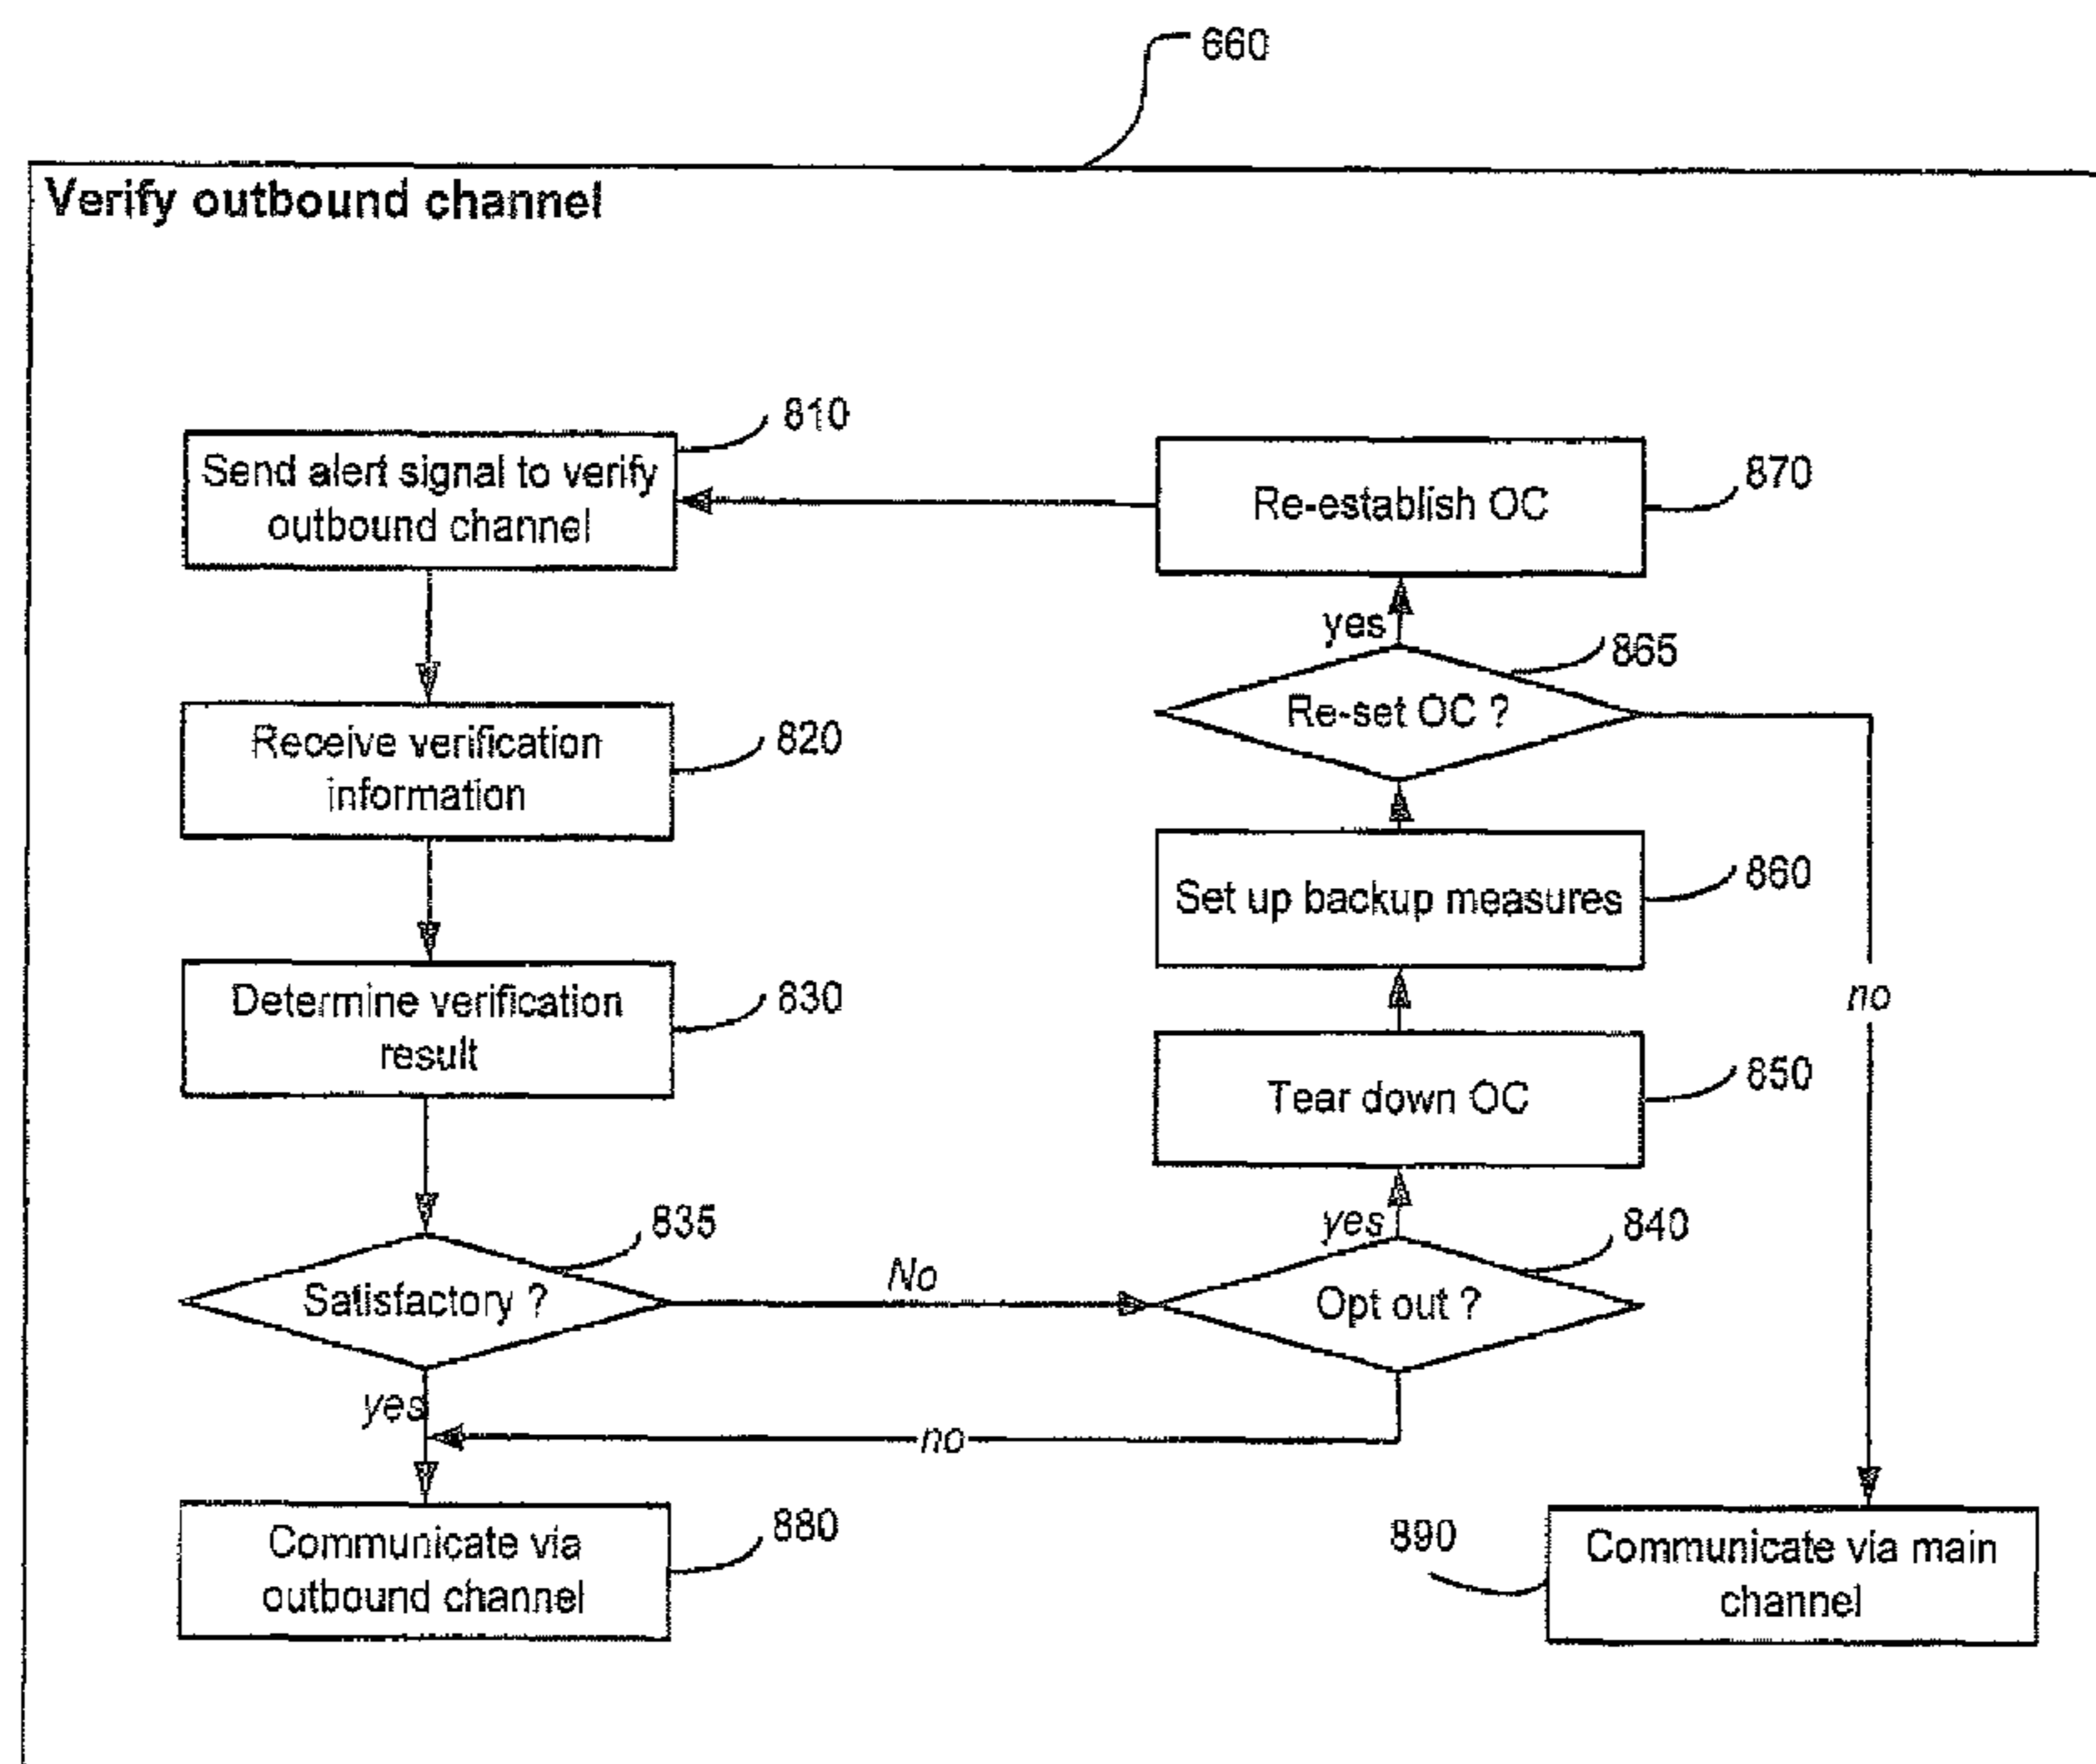 660
Verify outbound channel
810
Send alert signal to verify
outbound channel
870
Re-establish OC
yes
865
Re-set OC ?
820
Receive verification
information
860
Set up backup measures
no
830
Determine verification
result
850
Tear down OC
yes
840
835
Satisfactory ?
No
Opt out ?
yes
no
880
Communicate via
outbound channel
890
Communicate via main
channel